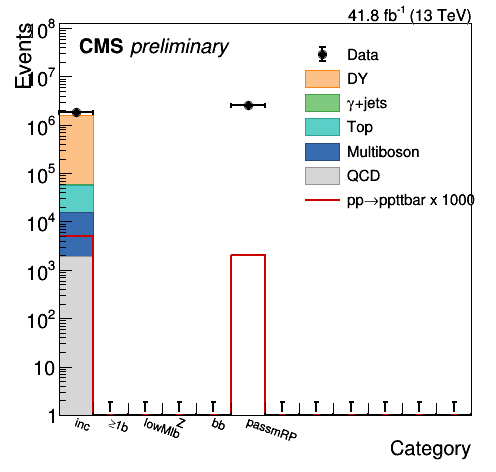 41.8 fb⁻¹ (13 TeV)
Events
CMS preliminary
Data
DY
γ+jets
Top
Multiboson
QCD
pp→ppttbar x 1000
10⁸
10⁷
10⁶
10⁵
10⁴
10³
10²
10
1
inc
≥1b
lowMlb
Z
bb
passmRP
Category